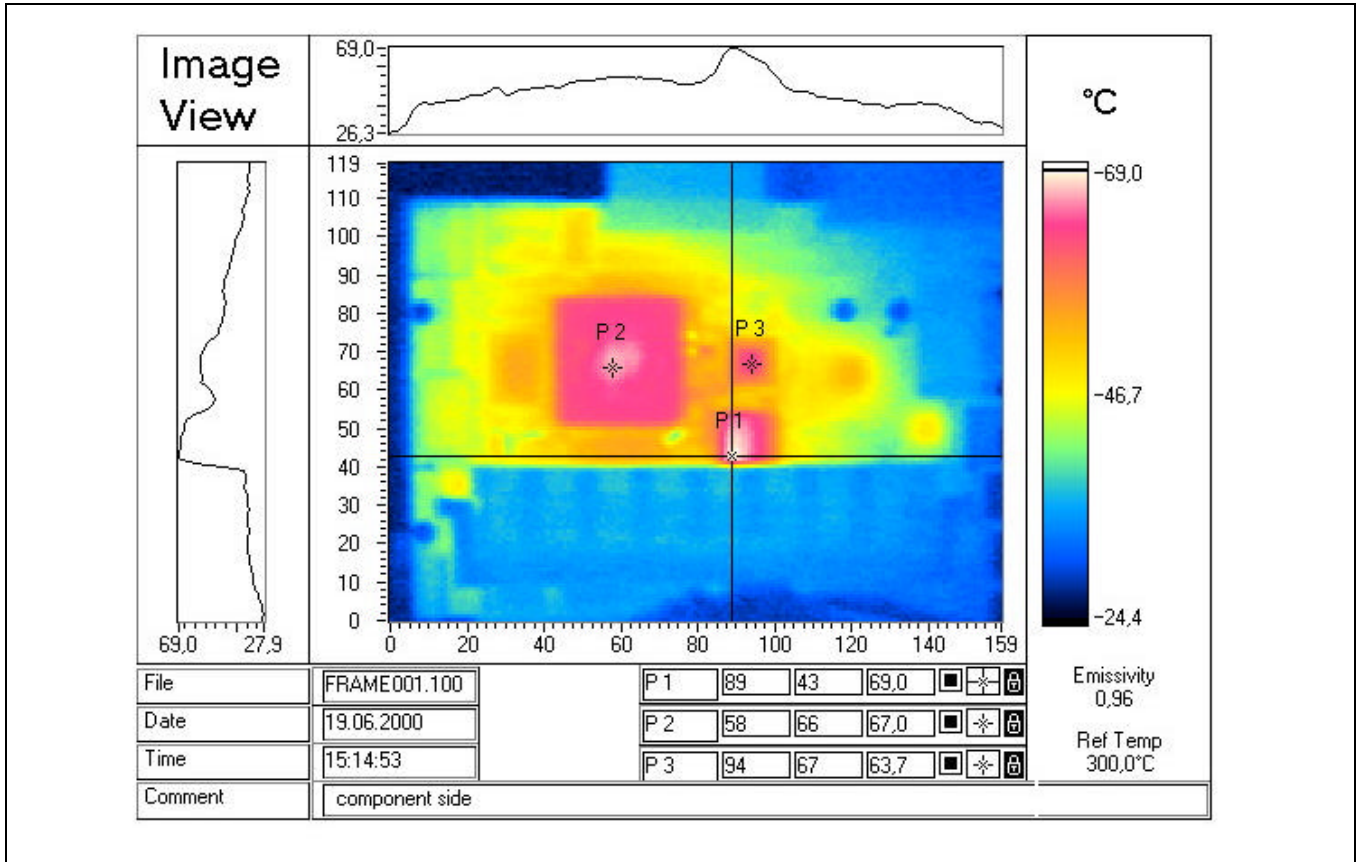 Image
View
69,0
26,3
°C
119
110
100
90
80
70
60
50
40
30
20
10
0
0 20 40 60 80 100 120 140 159
69,0 27,9
P 2
P 3
P 1
69,0
46,7
24,4
Emissivity
0,96
Ref Temp
300,0°C
File FRAME001.100
Date 19.06.2000
Time 15:14:53
P 1 89 43 69,0
P 2 58 66 67,0
P 3 94 67 63,7
Comment component side